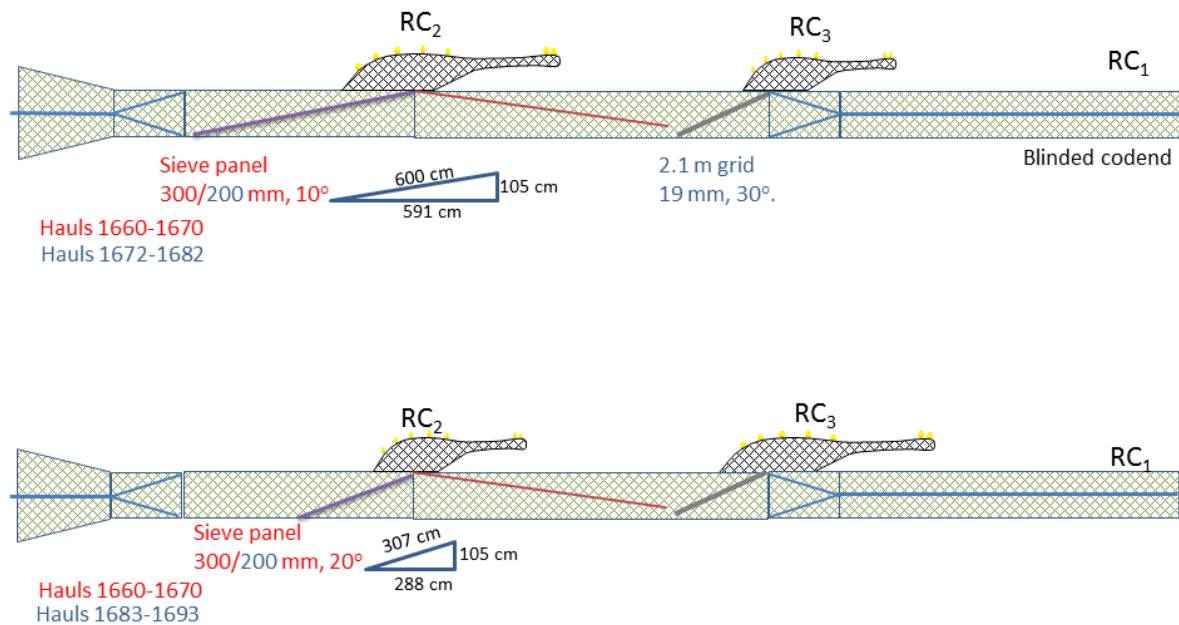 RC2
RC3
RC1
Sieve panel
300/200 mm, 10°
600 cm
105 cm
591 cm
2.1 m grid
19 mm, 30°.
Blinded codend
Hauls 1660-1670
Hauls 1672-1682
RC2
RC3
RC1
Sieve panel
300/200 mm, 20°
307 cm
105 cm
288 cm
Hauls 1660-1670
Hauls 1683-1693